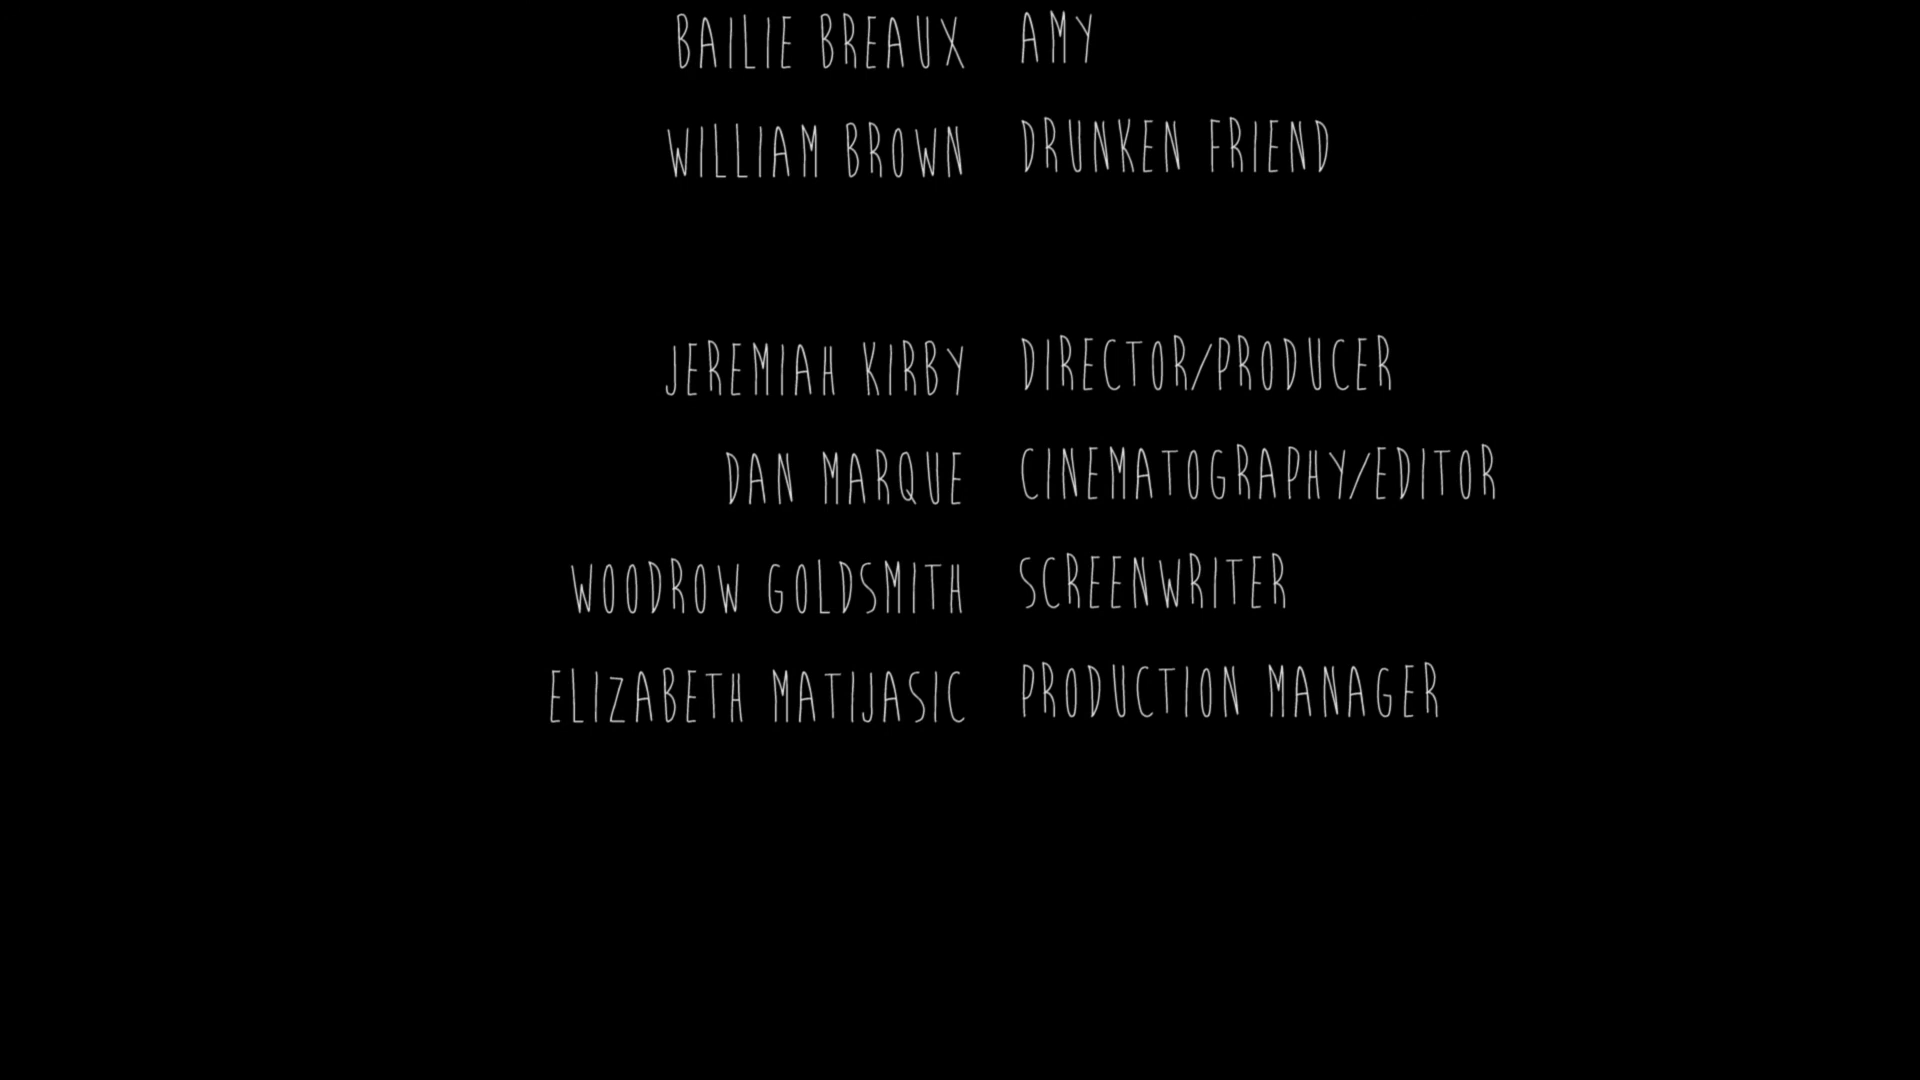 BAILIE BREAUX AMY
WILLIAM BROWN DRUNKEN FRIEND
JEREMIAH KIRBY DIRECTOR/PRODUCER
DAN MARQUE CINEMATOGRAPHY/EDITOR
WOODROW GOLDSMITH SCREENWRITER
ELIZABETH MATIJASIC PRODUCTION MANAGER